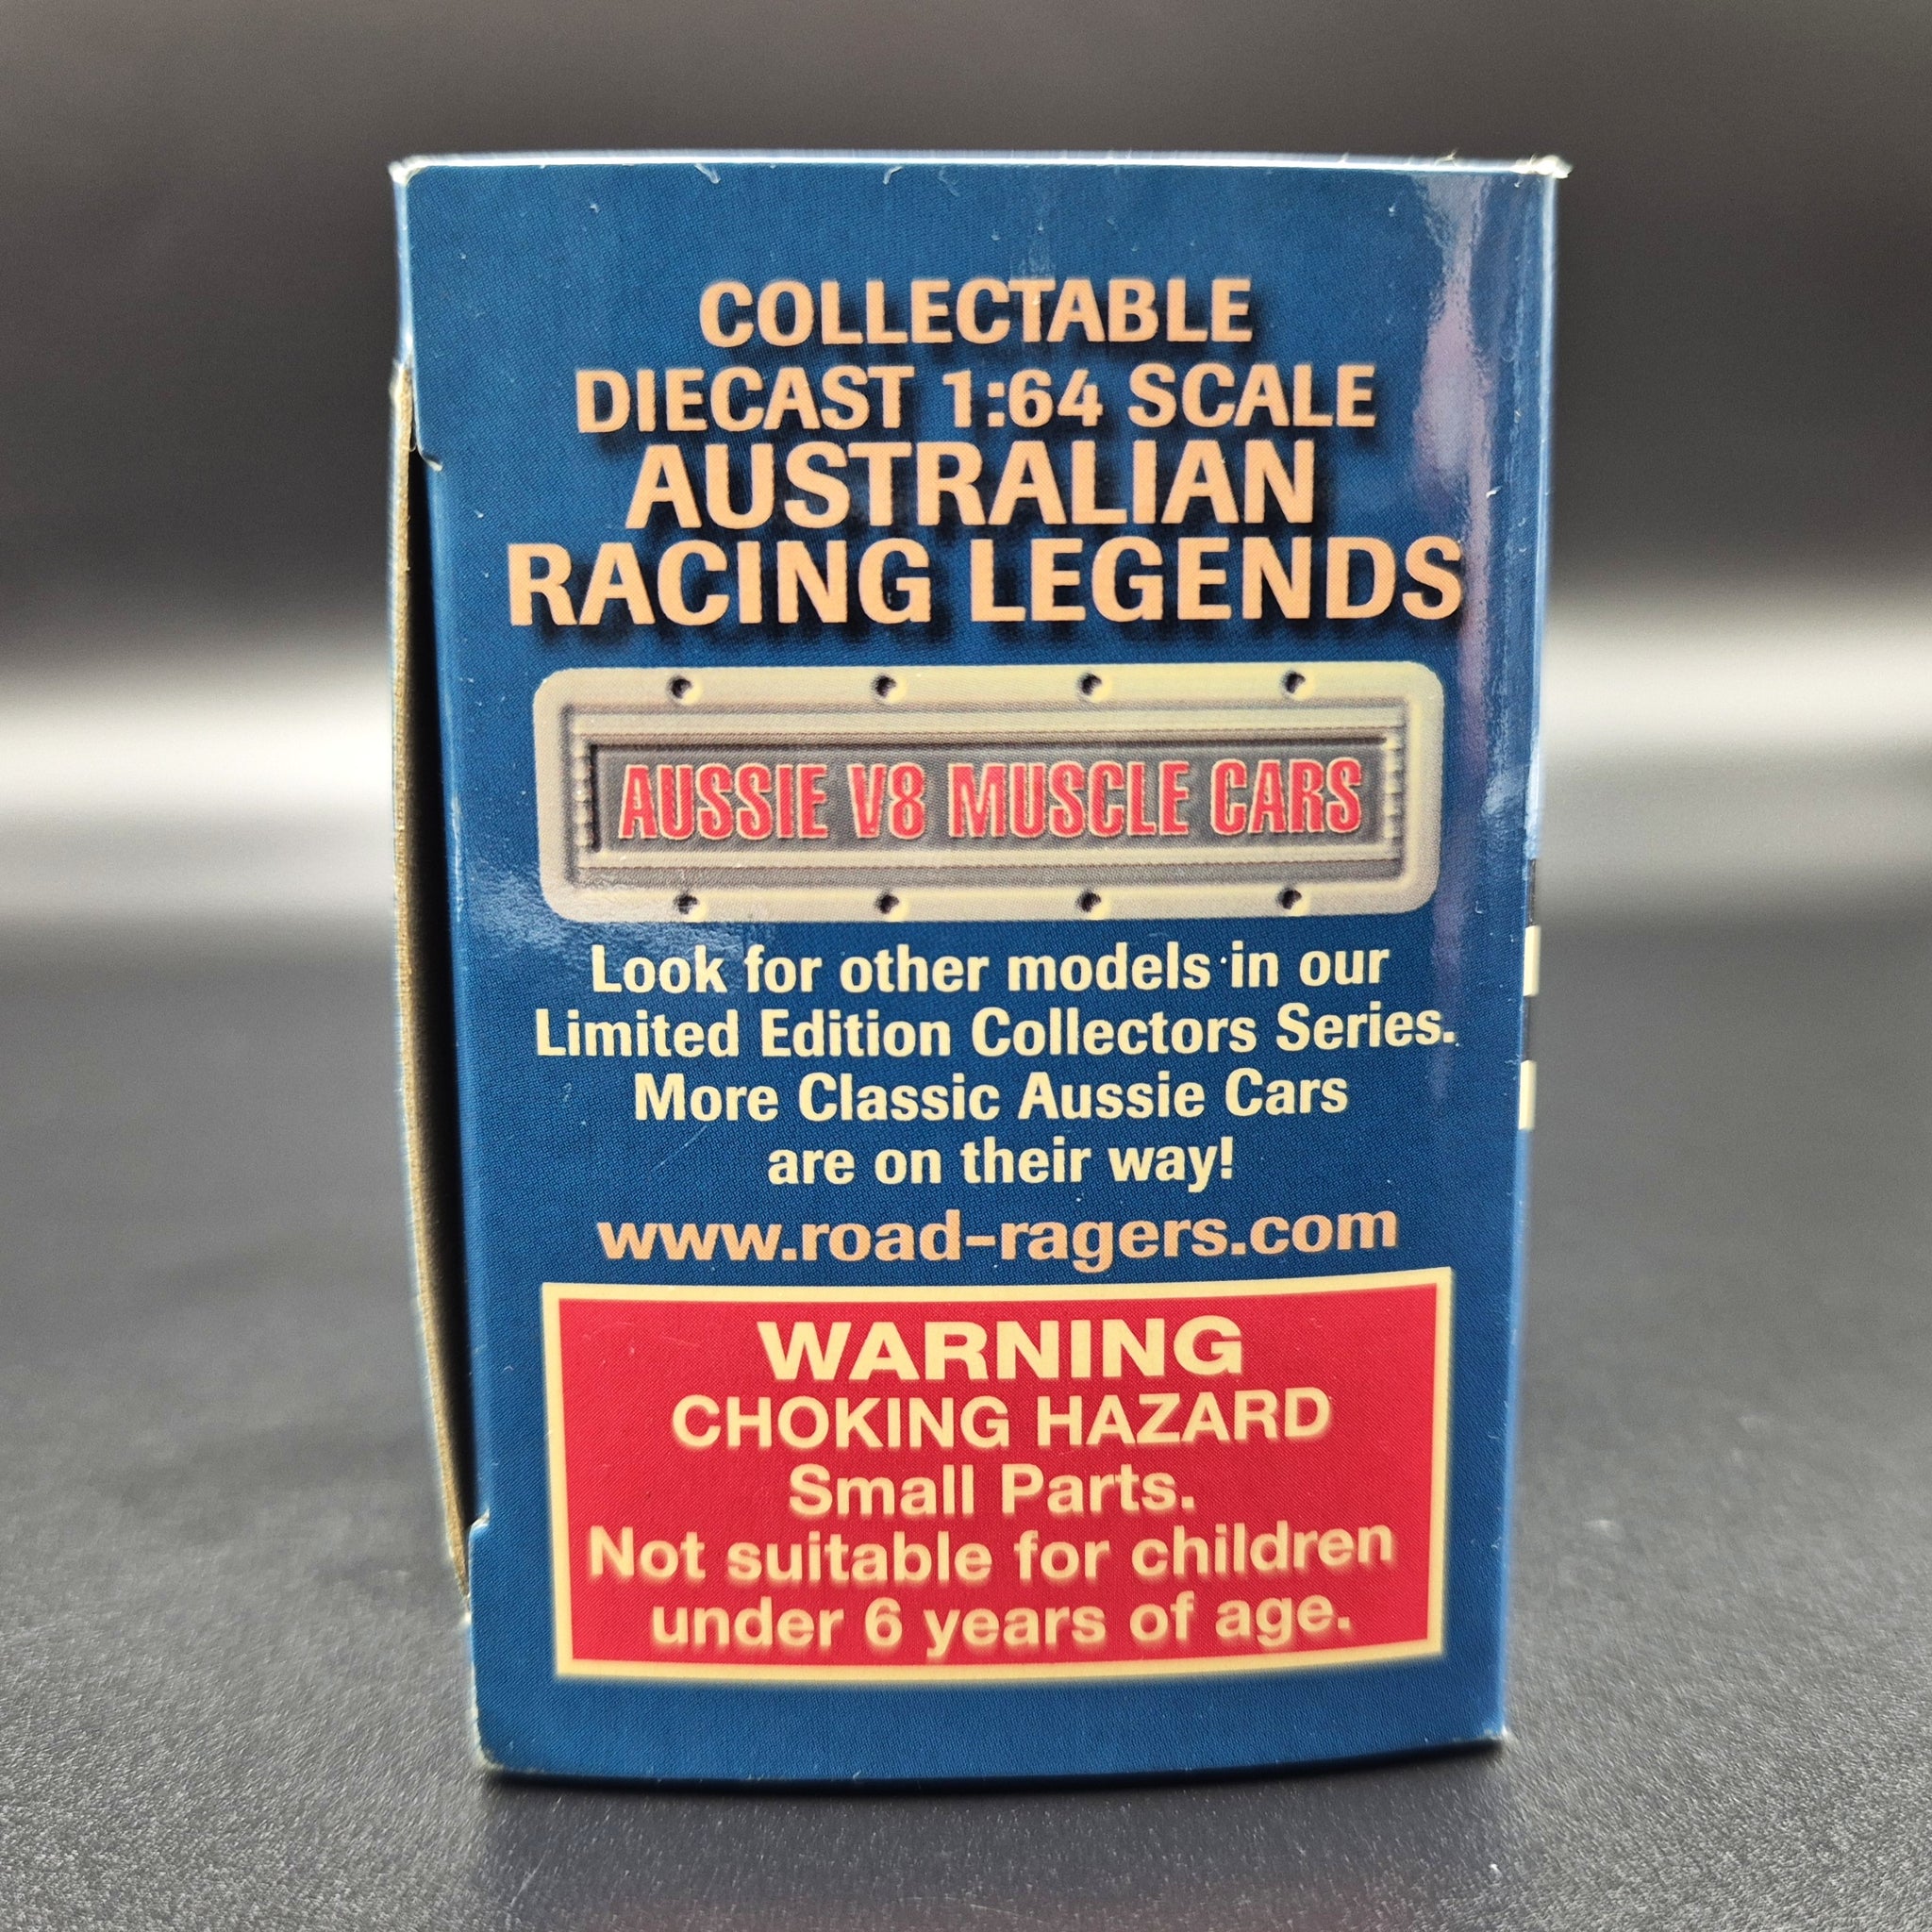 COLLECTABLE
DIECAST 1:64 SCALE
AUSTRALIAN
RACING LEGENDS
AUSSIE V8 MUSCLE CARS
Look for other models in our
Limited Edition Collectors Series.
More Classic Aussie Cars
are on their way!
www.road-ragers.com
WARNING
CHOKING HAZARD
Small Parts.
Not suitable for children
under 6 years of age.